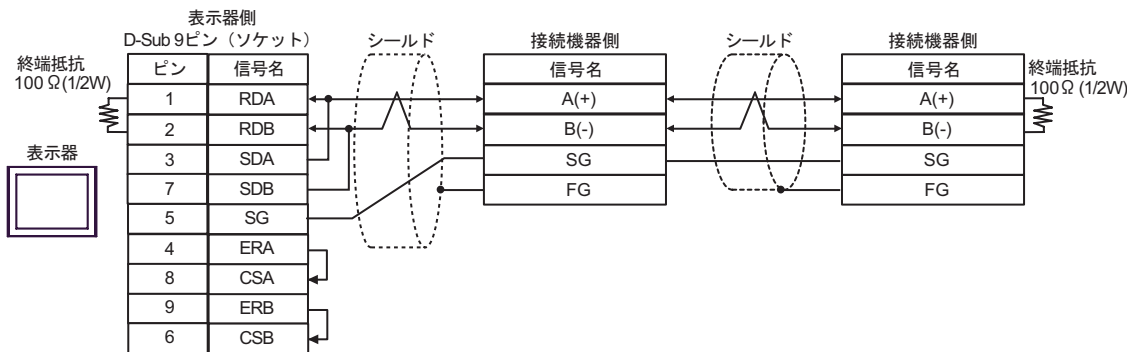 表示器側
D-Sub 9ピン（ソケット）
シールド
接続機器側
シールド
接続機器側
終端抵抗
100 Ω(1/2W)
ピン 信号名
信号名
信号名
終端抵抗
100Ω (1/2W)
1 RDA
A(+)
A(+)
2 RDB
B(-)
B(-)
表示器
3 SDA
SG
SG
7 SDB
FG
FG
5 SG
4 ERA
8 CSA
9 ERB
6 CSB